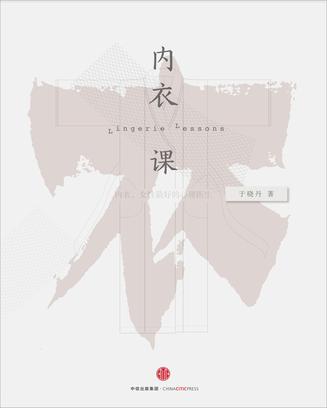 内衣课
Lingerie Lessons
内衣，女性最好的心理医生
于晓丹 著
中信出版集团·CHINACITICPRESS